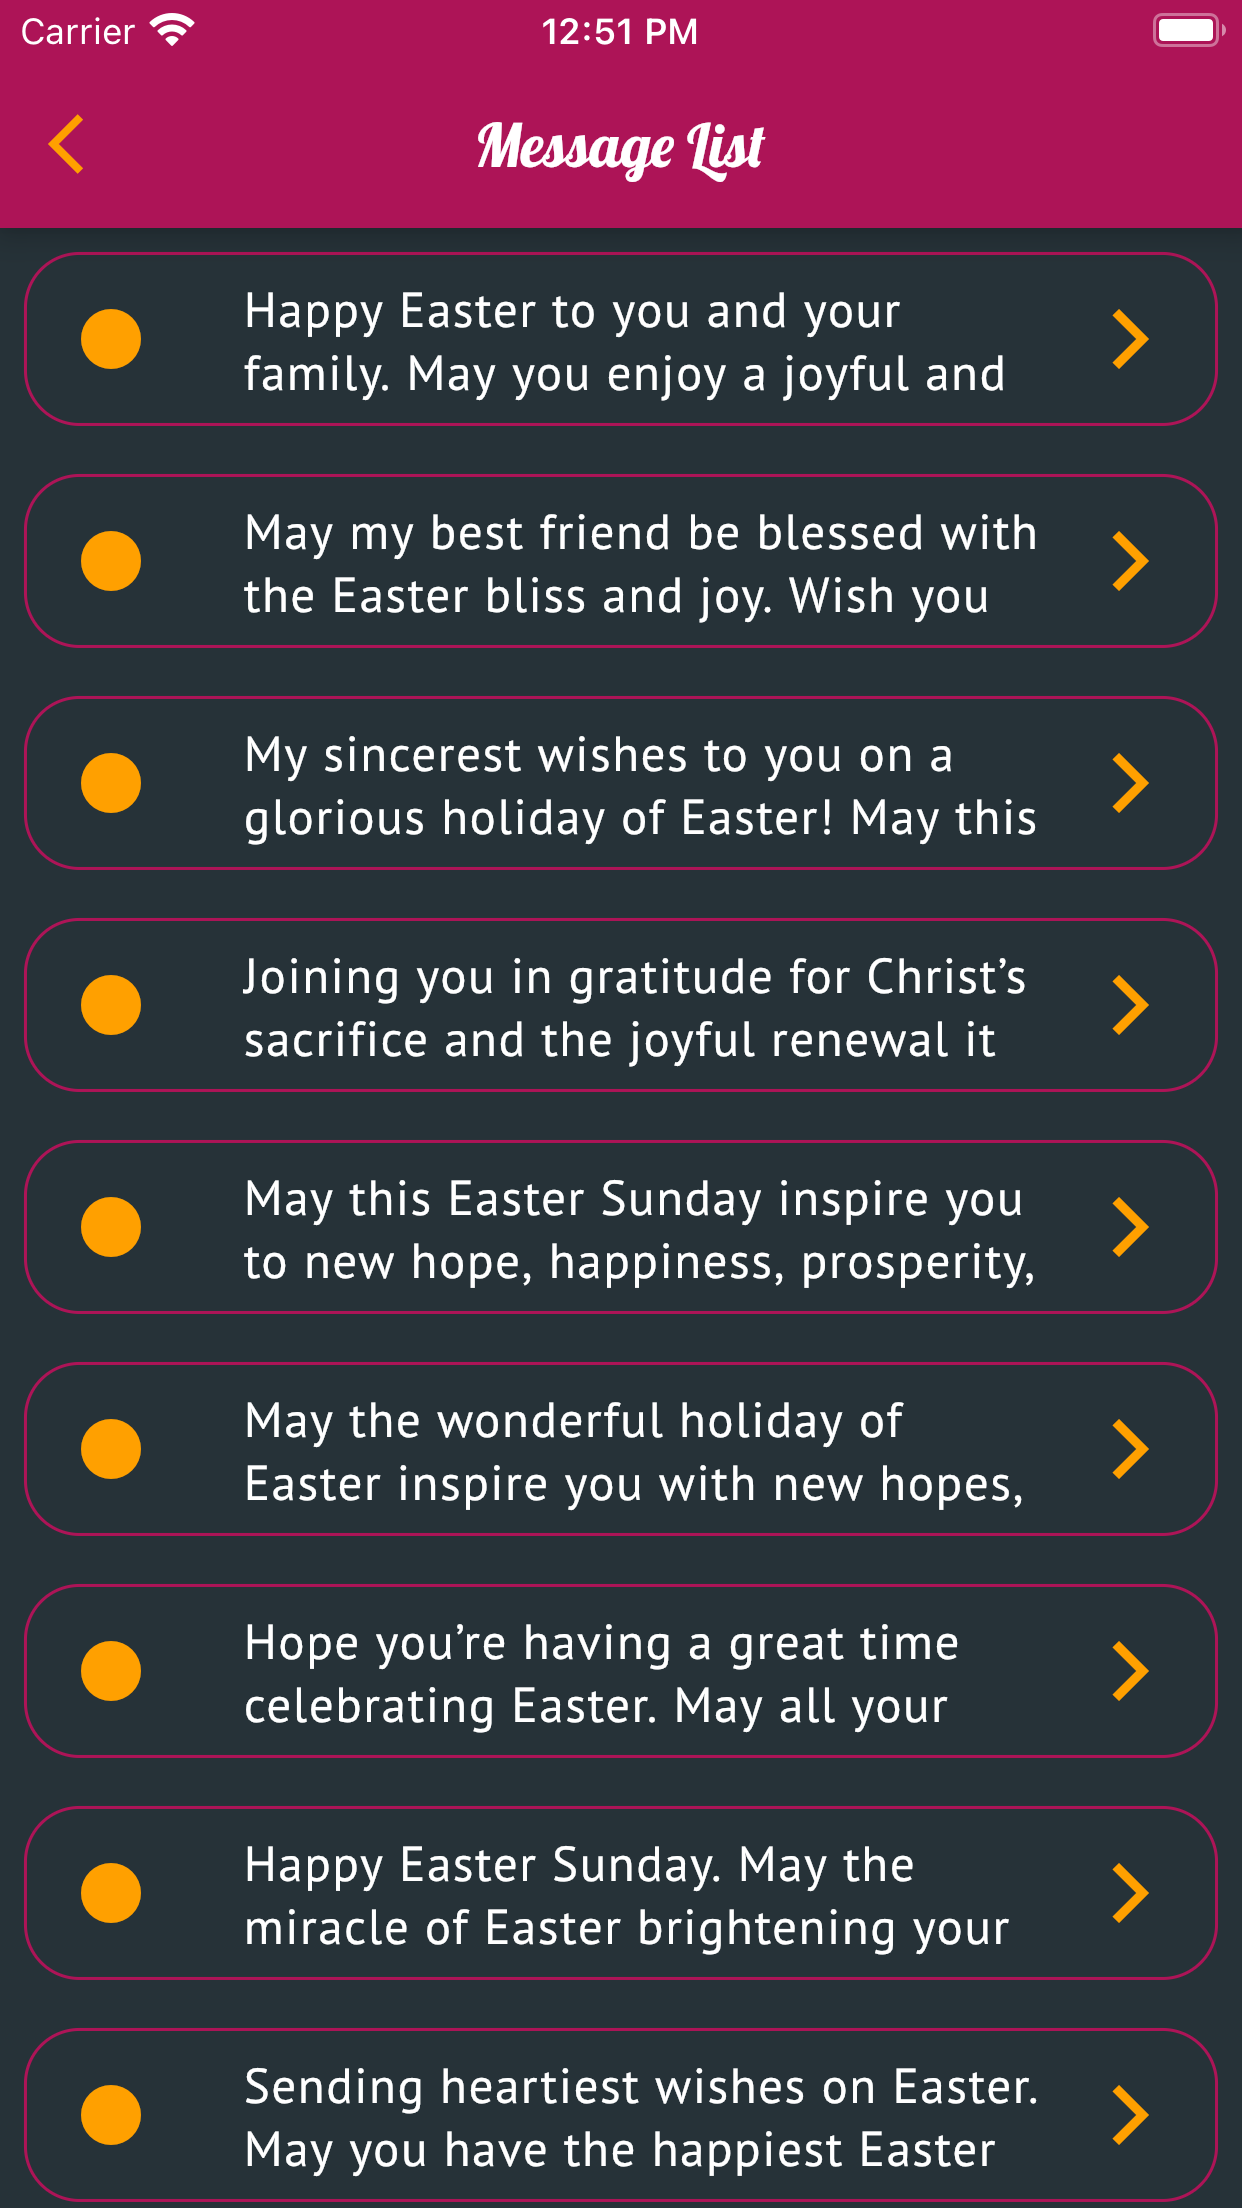 Carrier 12:51 PM
Message List
Happy Easter to you and your
family. May you enjoy a joyful and
May my best friend be blessed with
the Easter bliss and joy. Wish you
My sincerest wishes to you on a
glorious holiday of Easter! May this
Joining you in gratitude for Christ’s
sacrifice and the joyful renewal it
May this Easter Sunday inspire you
to new hope, happiness, prosperity,
May the wonderful holiday of
Easter inspire you with new hopes,
Hope you’re having a great time
celebrating Easter. May all your
Happy Easter Sunday. May the
miracle of Easter brightening your
Sending heartiest wishes on Easter.
May you have the happiest Easter